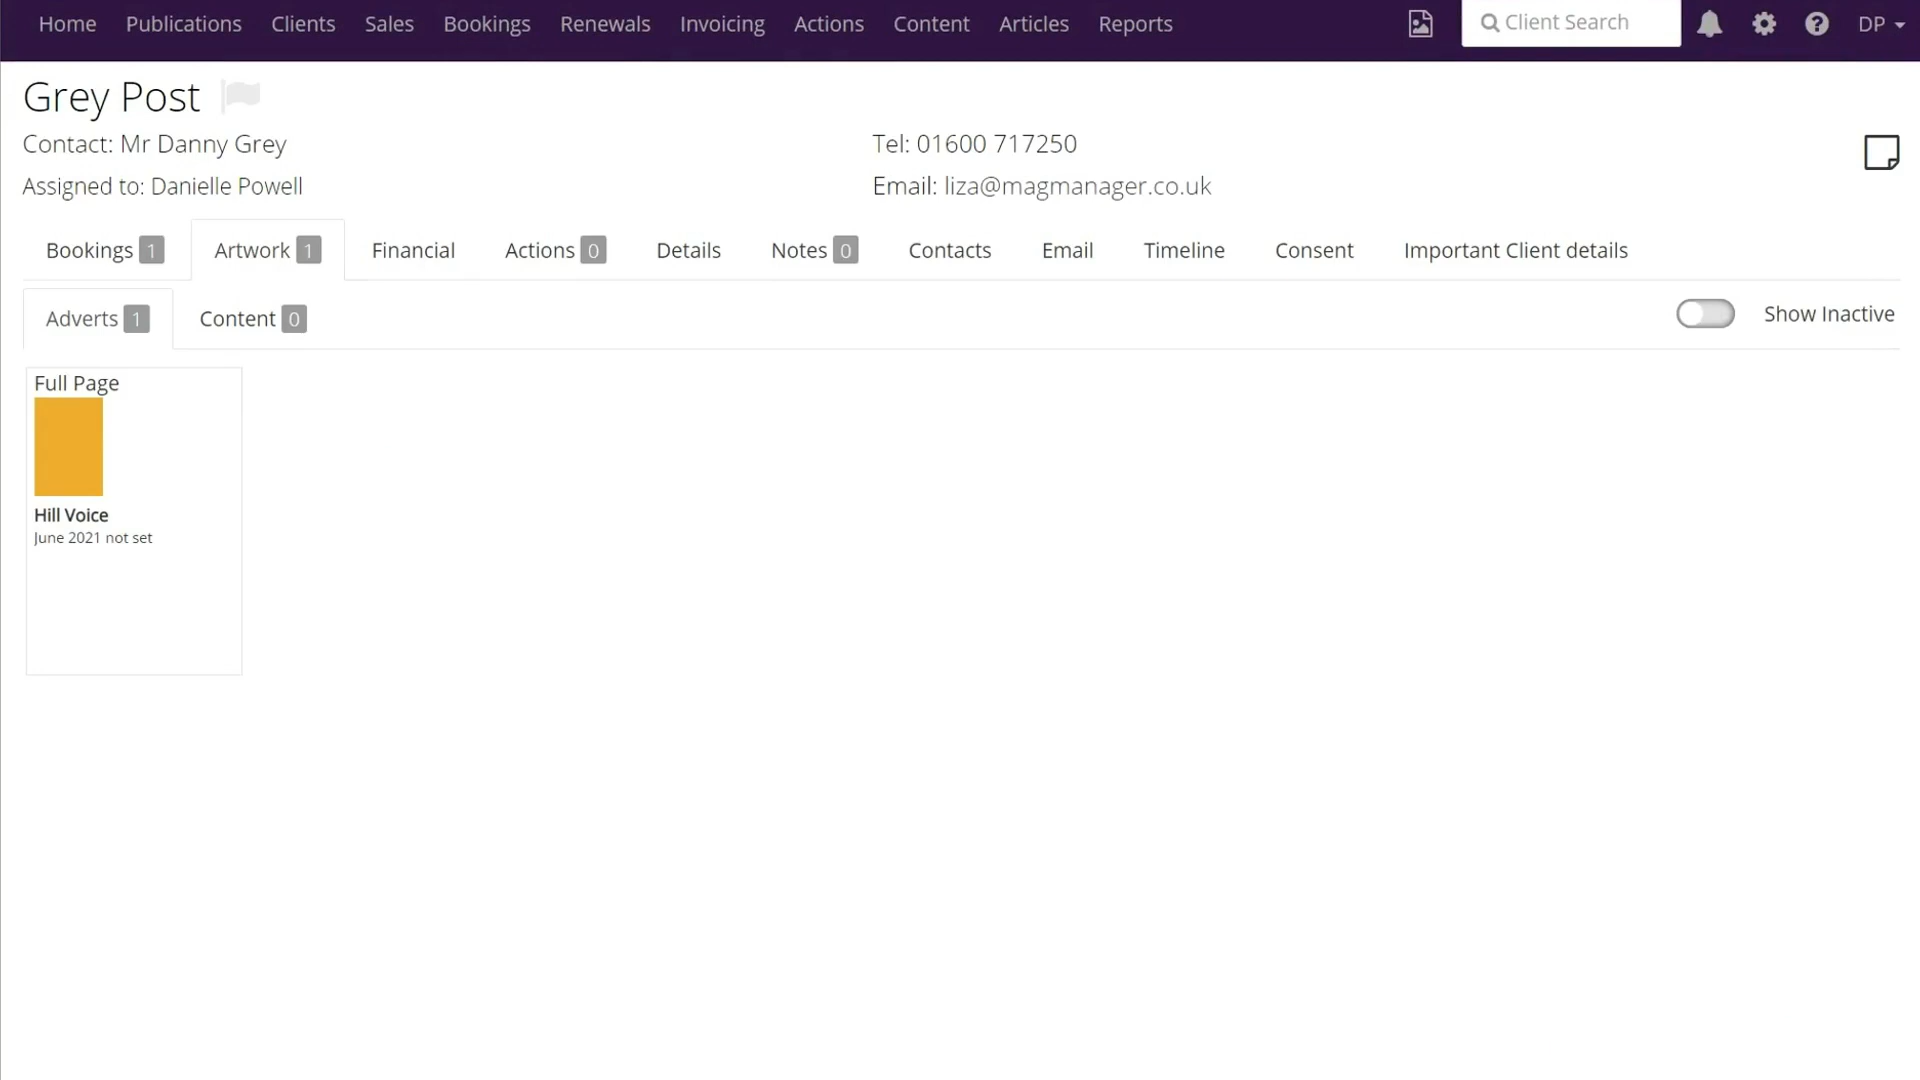 Home Publications Clients Sales Bookings Renewals Invoicing Actions Content Articles Reports Client Search DP
Grey Post
Contact: Mr Danny Grey
Tel: 01600 717250
Assigned to: Danielle Powell
Email: liza@magmanager.co.uk
Bookings 1 Artwork 1 Financial Actions 0 Details Notes 0 Contacts Email Timeline Consent Important Client details
Adverts 1 Content 0 Show Inactive
Full Page
Hill Voice
June 2021 not set